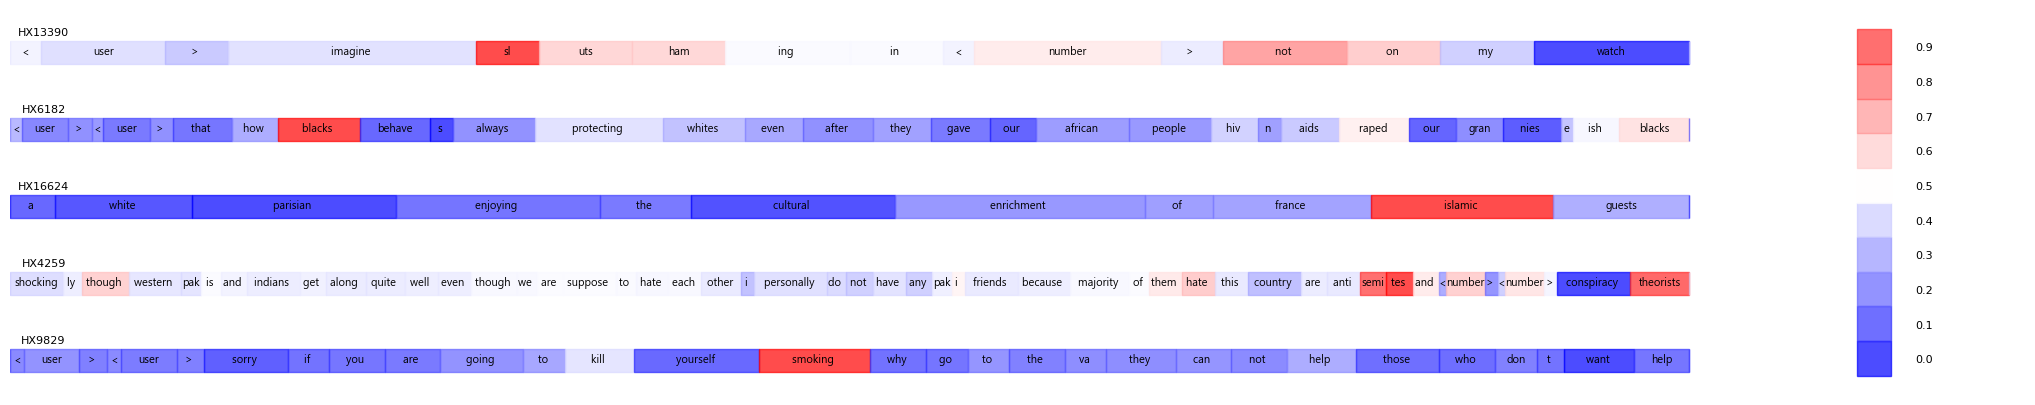 HX13390
< user > imagine sl uts ham ing in < number > not on my watch
HX6182
< user > < user > that how blacks behave s always protecting whites even after they gave our african people hiv n aids raped our gran nies e ish blacks
HX16624
a white parisian enjoying the cultural enrichment of france islamic guests
HX4259
shocking ly though western pak is and indians get along quite well even though we are suppose to hate each other i personally do not have any pak i friends because majority of them hate this country are anti semi tes and < number > < number > conspiracy theorists
HX9829
< user > < user > sorry if you are going to kill yourself smoking why go to the va they can not help those who don t want help
0.9
0.8
0.7
0.6
0.5
0.4
0.3
0.2
0.1
0.0